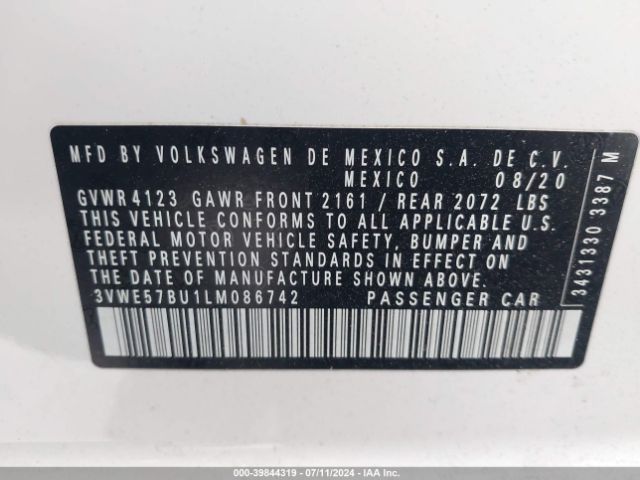 MFD BY VOLKSWAGEN DE MEXICO S.A. DE C.V.
MEXICO 08/20
GVWR 4123 GAWR FRONT 2161 / REAR 2072 LBS
THIS VEHICLE CONFORMS TO ALL APPLICABLE U.S.
FEDERAL MOTOR VEHICLE SAFETY, BUMPER AND
THEFT PREVENTION STANDARDS IN EFFECT ON
THE DATE OF MANUFACTURE SHOWN ABOVE.
3VWE57BU1LM086742 PASSENGER CAR
3431330 3387 M
000-39844319 - 07/11/2024 - IAA Inc.